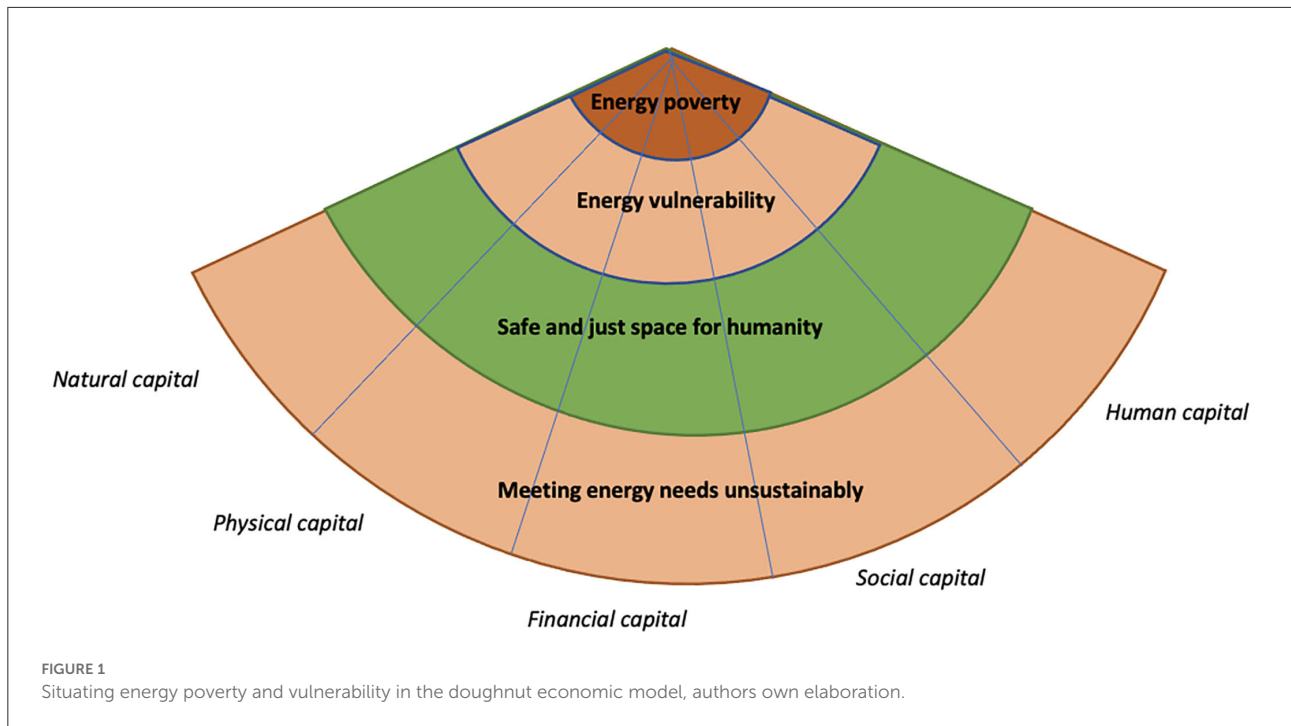 Energy poverty
Energy vulnerability
Safe and just space for humanity
Natural capital
Human capital
Meeting energy needs unsustainably
Physical capital
Social capital
Financial capital
FIGURE 1
Situating energy poverty and vulnerability in the doughnut economic model, authors own elaboration.